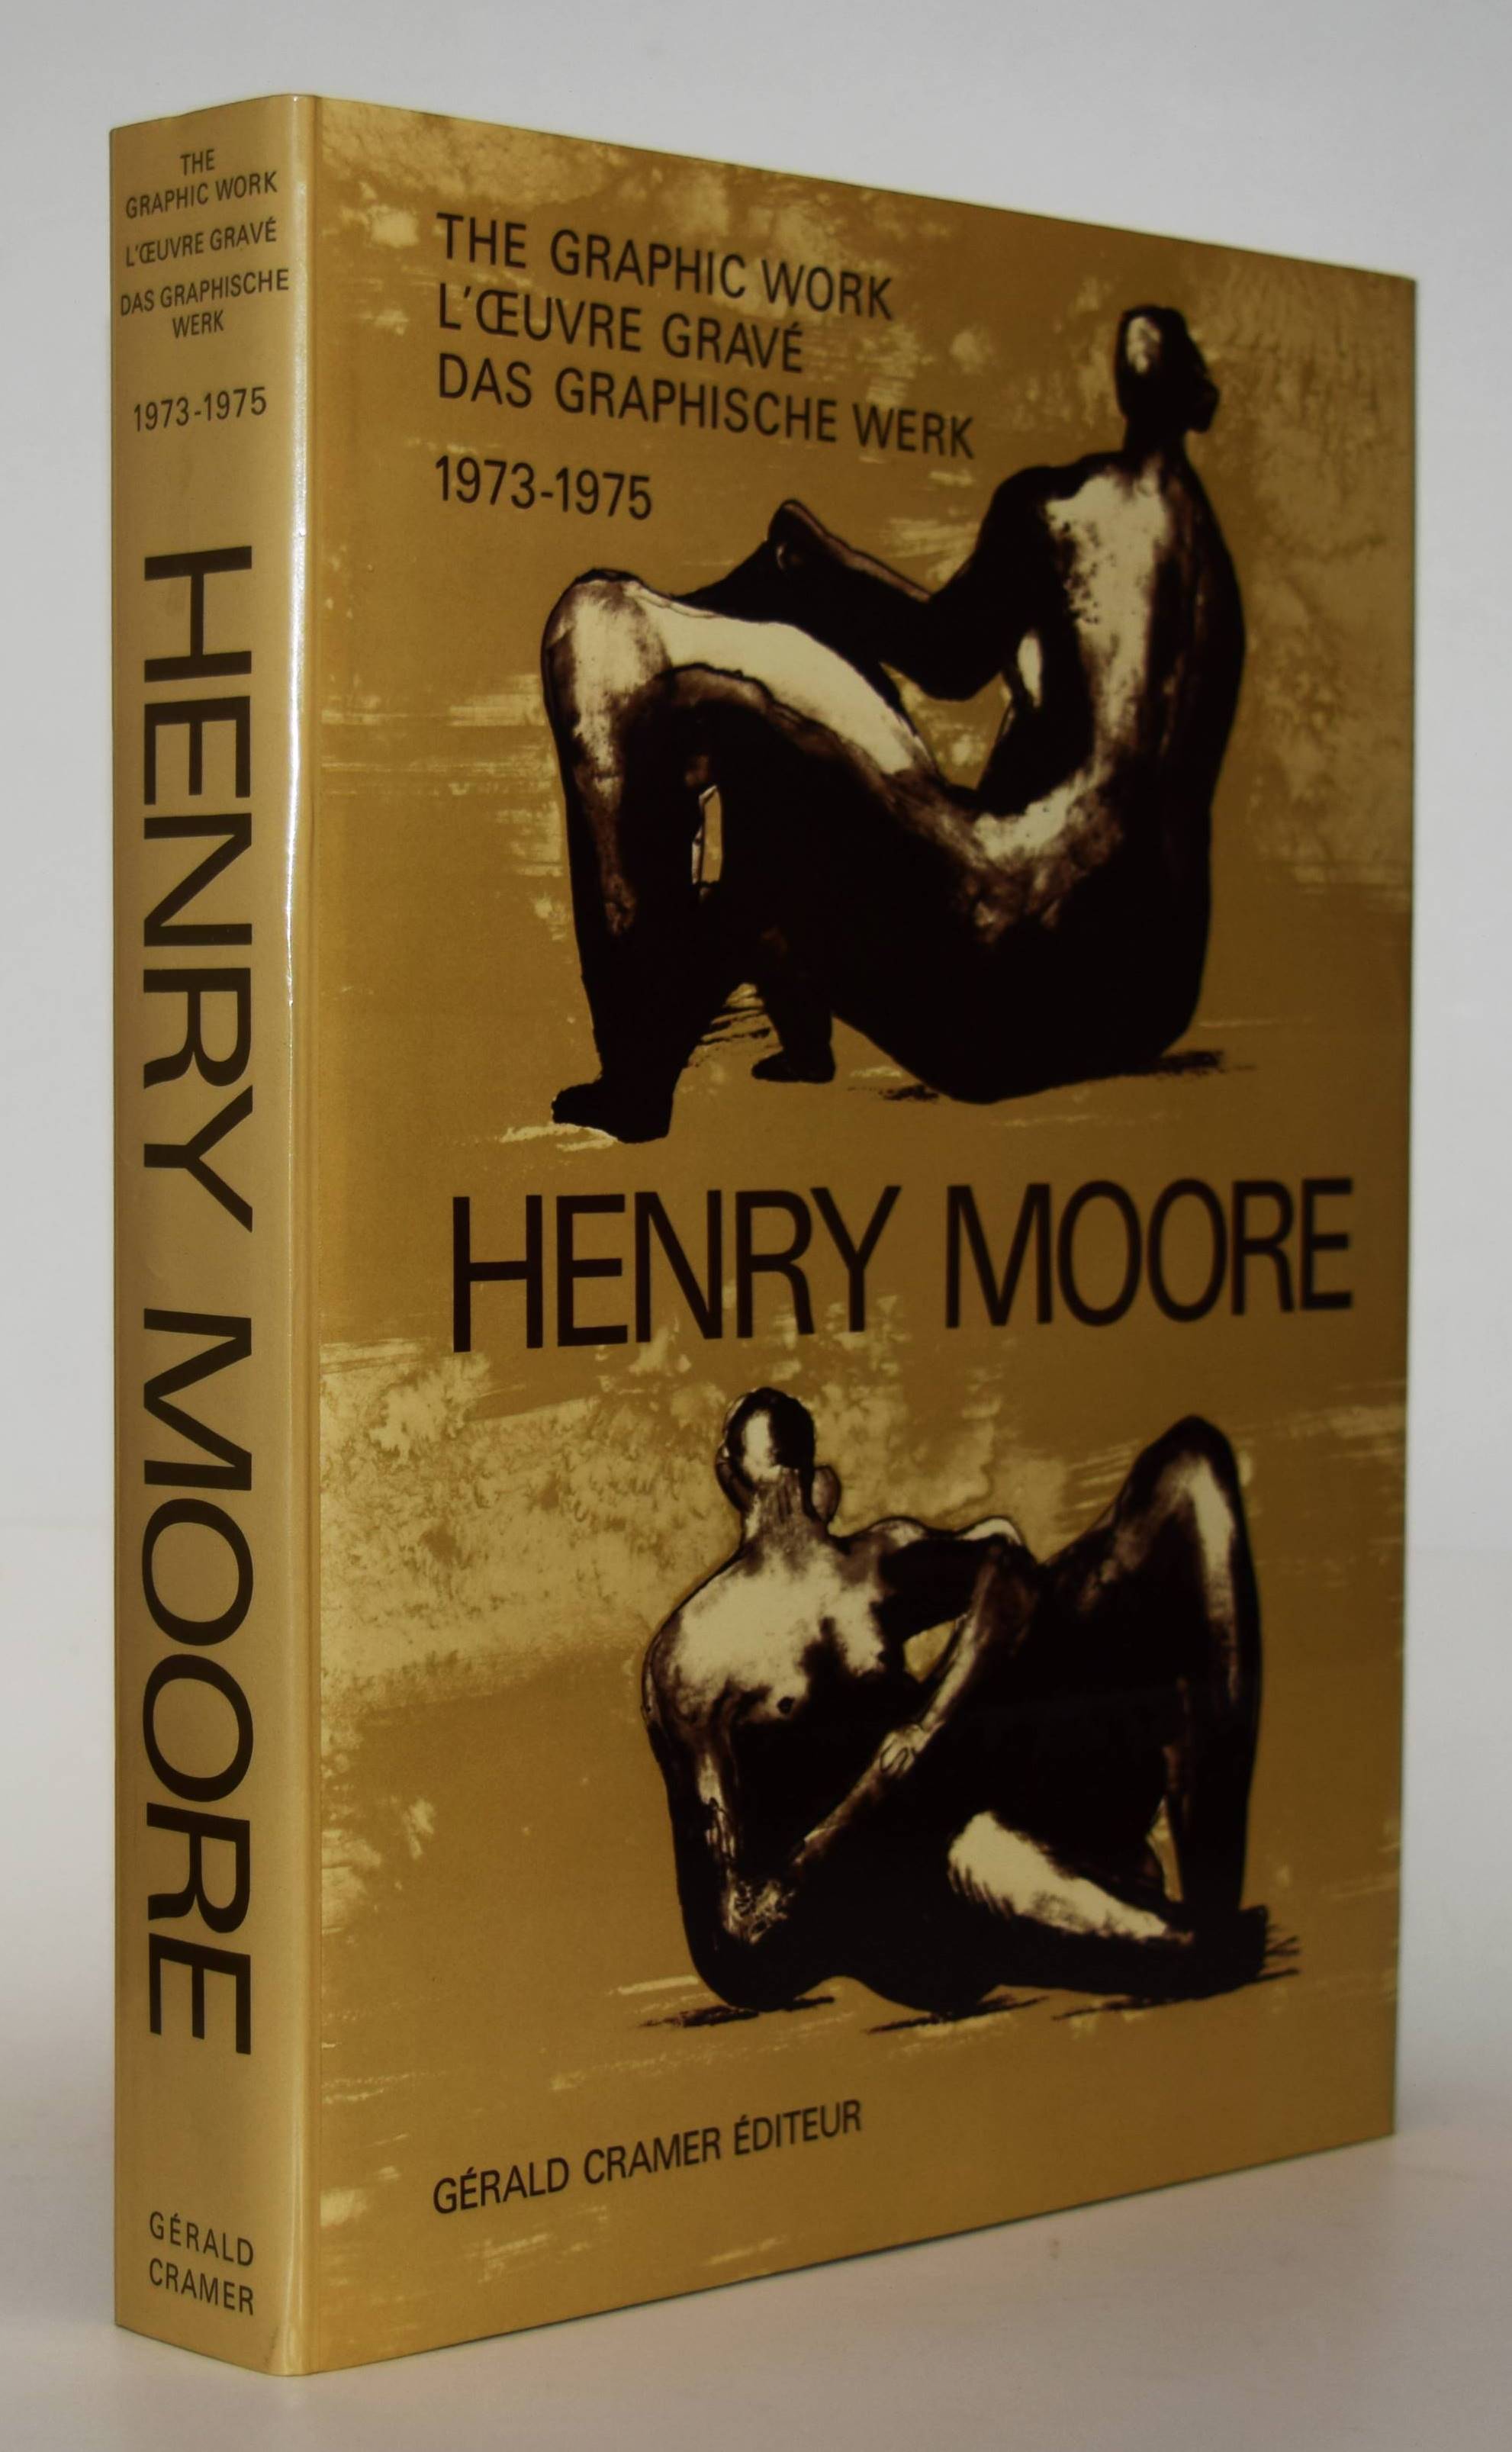 THE
GRAPHIC WORK
L'ŒUVRE GRAVÉ
DAS GRAPHISCHE
WERK
1973-1975
HENRY MOORE
GÉRALD
CRAMER
THE GRAPHIC WORK
L'ŒUVRE GRAVÉ
DAS GRAPHISCHE WERK
1973-1975
HENRY MOORE
GÉRALD CRAMER ÉDITEUR